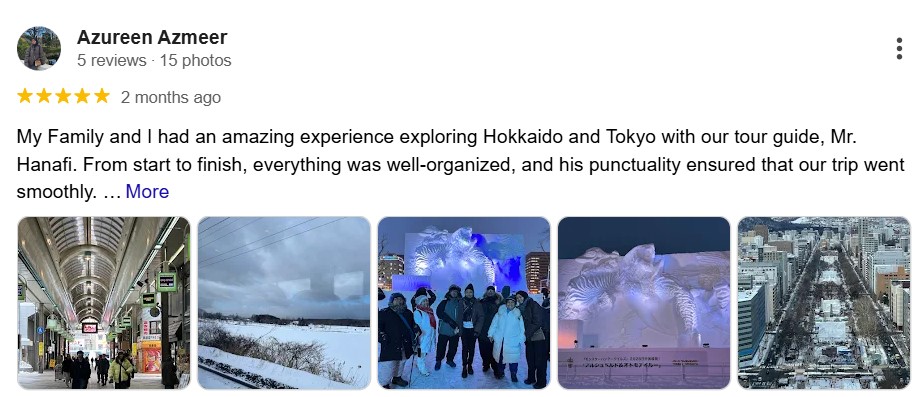 Azureen Azmeer
5 reviews · 15 photos
2 months ago
My Family and I had an amazing experience exploring Hokkaido and Tokyo with our tour guide, Mr.
Hanafi. From start to finish, everything was well-organized, and his punctuality ensured that our trip went
smoothly. … More